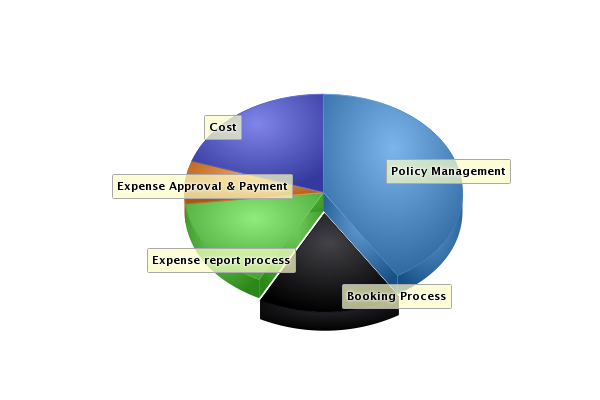 Cost
Policy Management
Expense Approval & Payment
Expense report process
Booking Process